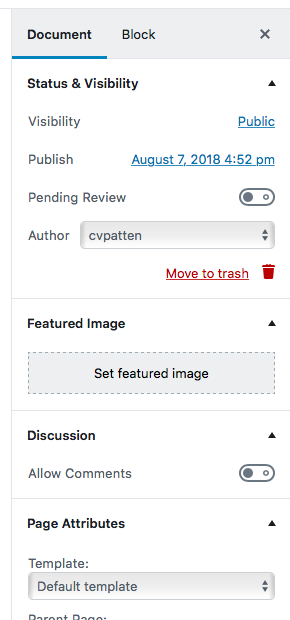 Document Block ×
Status & Visibility
Visibility Public
Publish August 7, 2018 4:52 pm
Pending Review
Author cvpatten
Move to trash
Featured Image
Set featured image
Discussion
Allow Comments
Page Attributes
Template:
Default template
Parent Page: